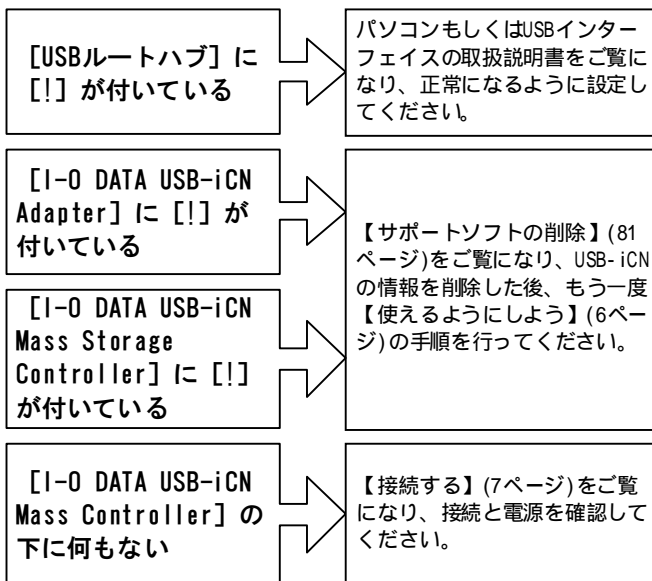 [USBルートハブ] に
[!] が付いている
パソコンもしくはUSBインター
フェイスの取扱説明書をご覧に
なり、正常になるように設定し
てください。
[I-O DATA USB-iCN
Adapter] に [!] が
付いている
[I-O DATA USB-iCN
Mass Storage
Controller] に [!]
が付いている
【サポートソフトの削除】(81
ページ)をご覧になり、USB-iCN
の情報を削除した後、もう一度
【使えるようにしよう】(6ペー
ジ)の手順を行ってください。
[I-O DATA USB-iCN
Mass Controller] の
下に何もない
【接続する】(7ページ)をご覧
になり、接続と電源を確認して
ください。